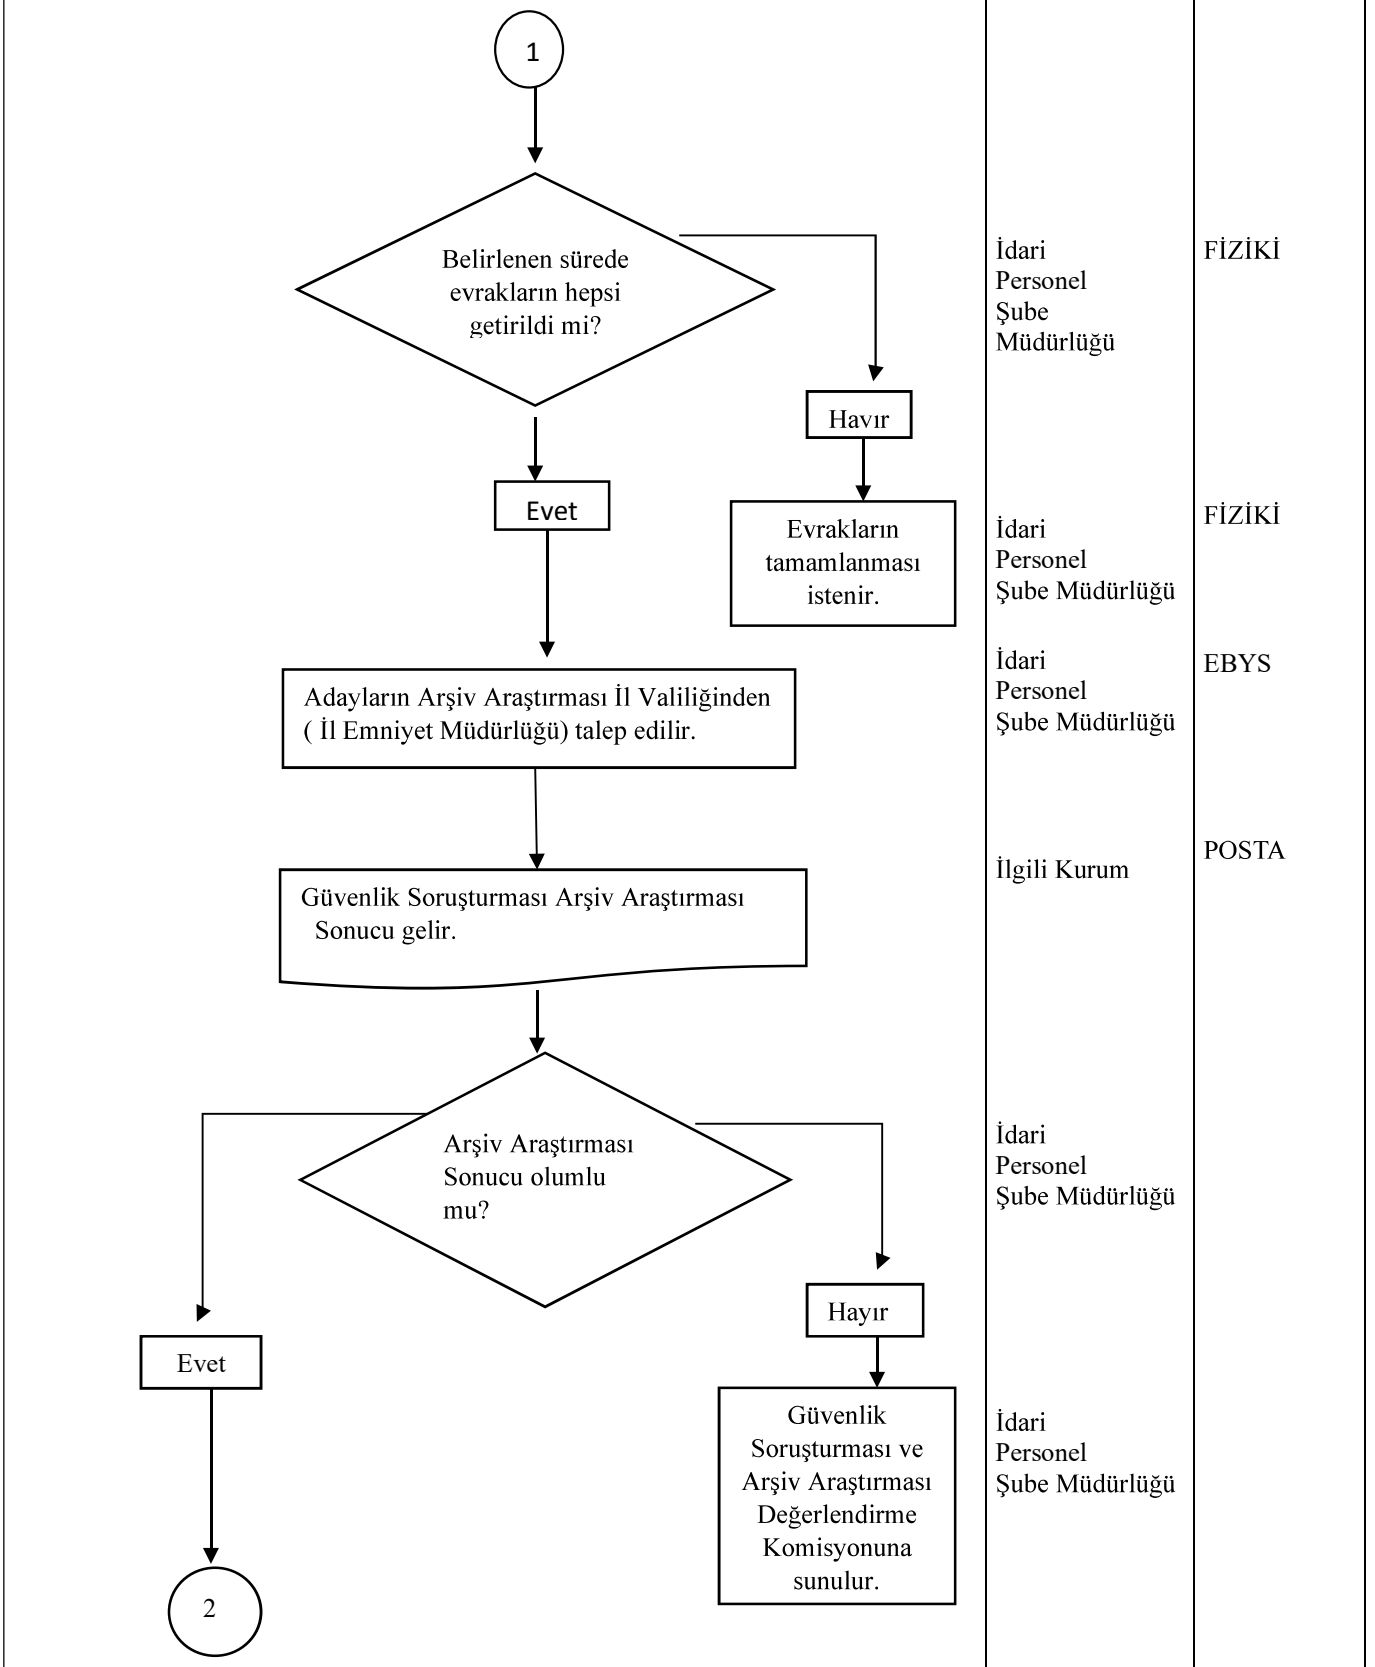 1
Belirlenen sürede
evrakların hepsi
getirildi mi?
İdari
Personel
Şube
Müdürlüğü
FİZİKİ
Havır
Evet
Evrakların
tamamlanması
istenir.
İdari
Personel
Şube Müdürlüğü
FİZİKİ
Adayların Arşiv Araştırması İl Valiliğinden
( İl Emniyet Müdürlüğü) talep edilir.
İdari
Personel
Şube Müdürlüğü
EBYS
Güvenlik Soruşturması Arşiv Araştırması
Sonucu gelir.
İlgili Kurum
POSTA
Arşiv Araştırması
Sonucu olumlu
mu?
İdari
Personel
Şube Müdürlüğü
Hayır
Evet
Güvenlik
Soruşturması ve
Arşiv Araştırması
Değerlendirme
Komisyonuna
sunulur.
İdari
Personel
Şube Müdürlüğü
2